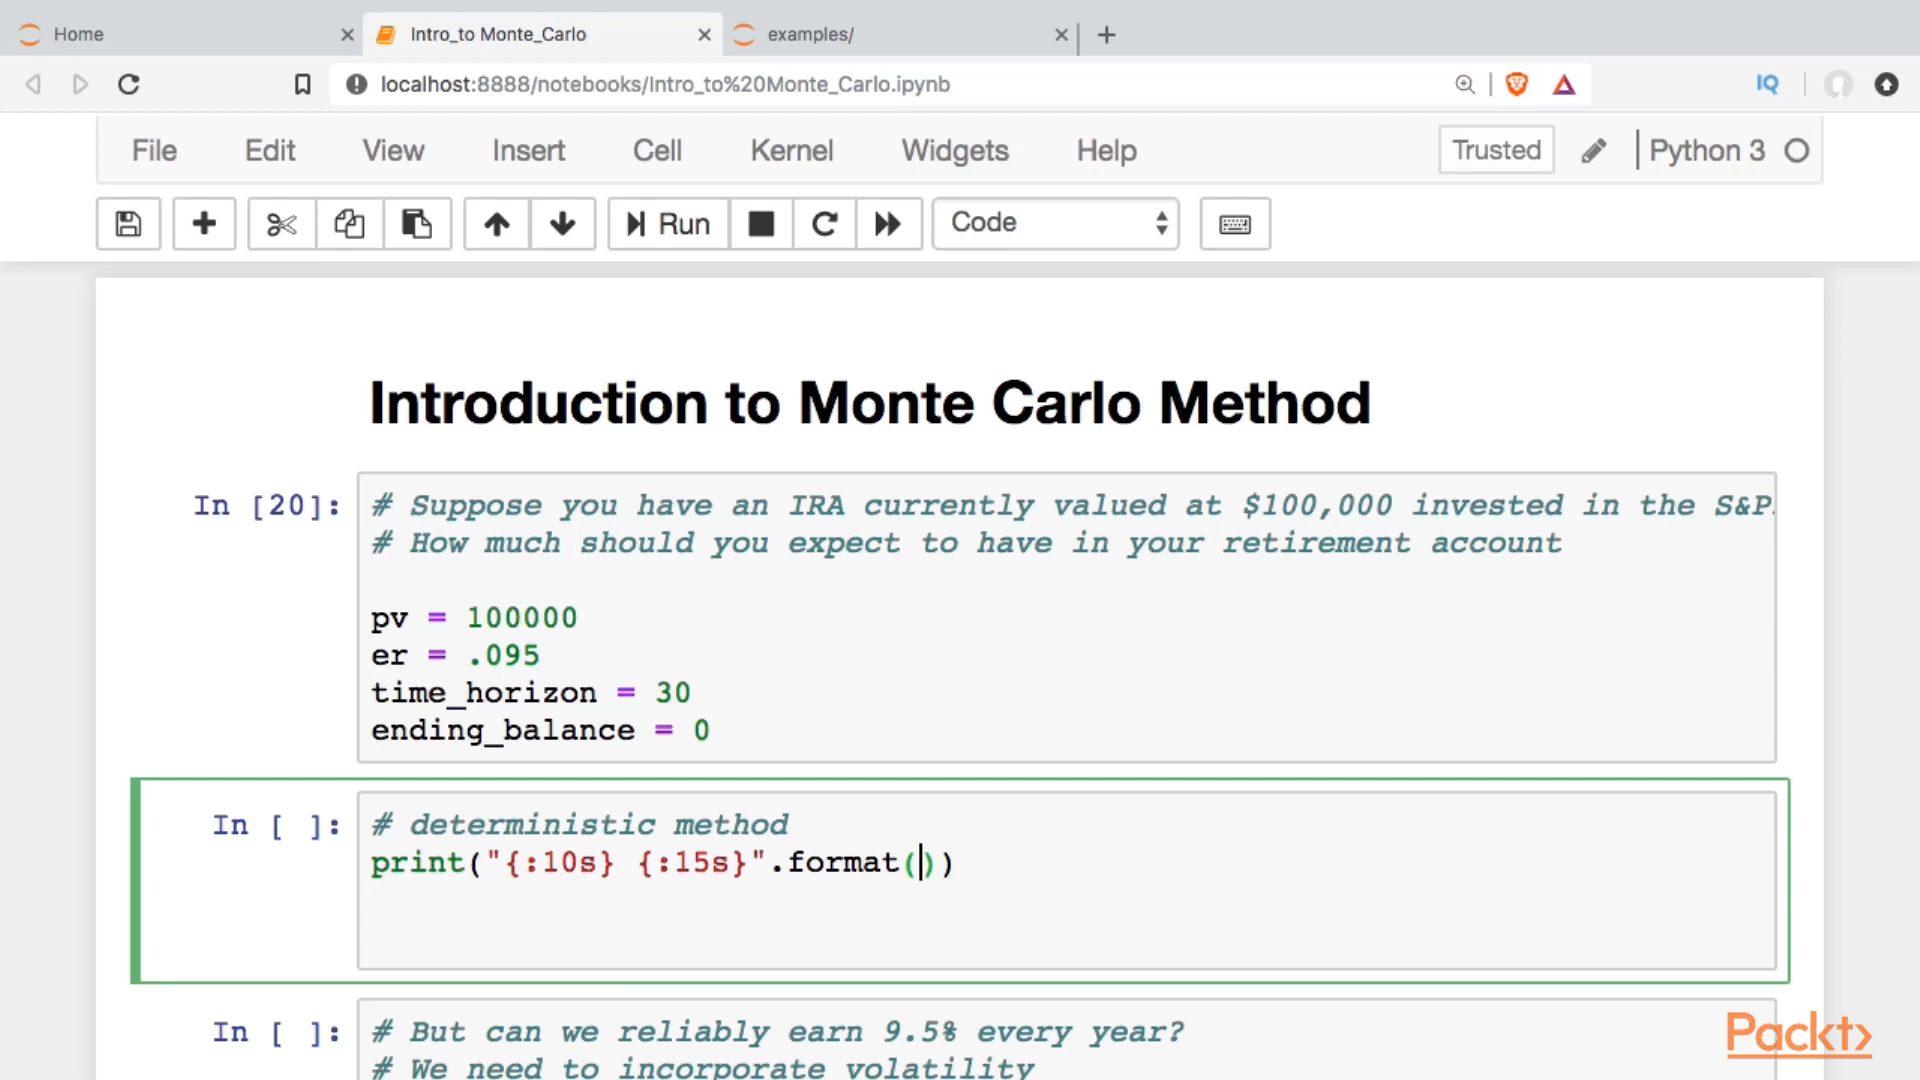 Home
Intro_to Monte_Carlo
examples/
localhost:8888/notebooks/Intro_to%20Monte_Carlo.ipynb
IQ
File Edit View Insert Cell Kernel Widgets Help
Trusted
Python 3
Run
Code
Introduction to Monte Carlo Method
In [20]:
# Suppose you have an IRA currently valued at $100,000 invested in the S&P
# How much should you expect to have in your retirement account
pv = 100000
er = .095
time_horizon = 30
ending_balance = 0
In [ ]:
# deterministic method
print("{:10s} {:15s}".format())
In [ ]:
# But can we reliably earn 9.5% every year?
# We need to incorporate volatility
Packt>